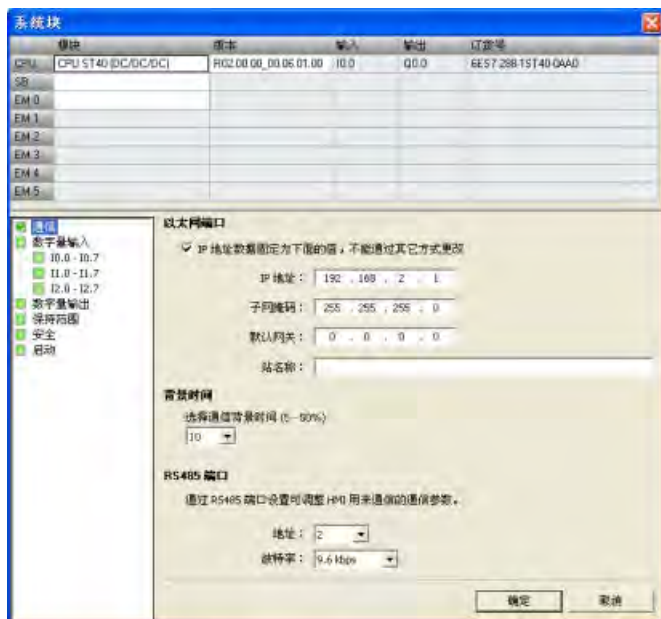 系统块
模块 版本 输入 输出 订货号
CPU CPU ST40 (DC/DC/DC) R02.00.00_00.06.01.00 I0.0 Q0.0 6ES7 288-1ST40-0AA0
SB
EM 0
EM 1
EM 2
EM 3
EM 4
EM 5
通信
数字量输入
I0.0 - I0.7
I1.0 - I1.7
I2.0 - I2.7
数字量输出
保持范围
安全
启动
以太网端口
IP 地址数据固定为下面的值,不能通过其它方式更改
IP 地址: 192 . 168 . 2 . 1
子网掩码: 255 . 255 . 255 . 0
默认网关: 0 . 0 . 0 . 0
站名称:
背景时间
选择通信背景时间 (5 - 50%)
10
RS485 端口
通过 RS485 端口设置可调整 HMI 用来通信的通信参数。
地址: 2
波特率: 9.6 kbps
确定 取消